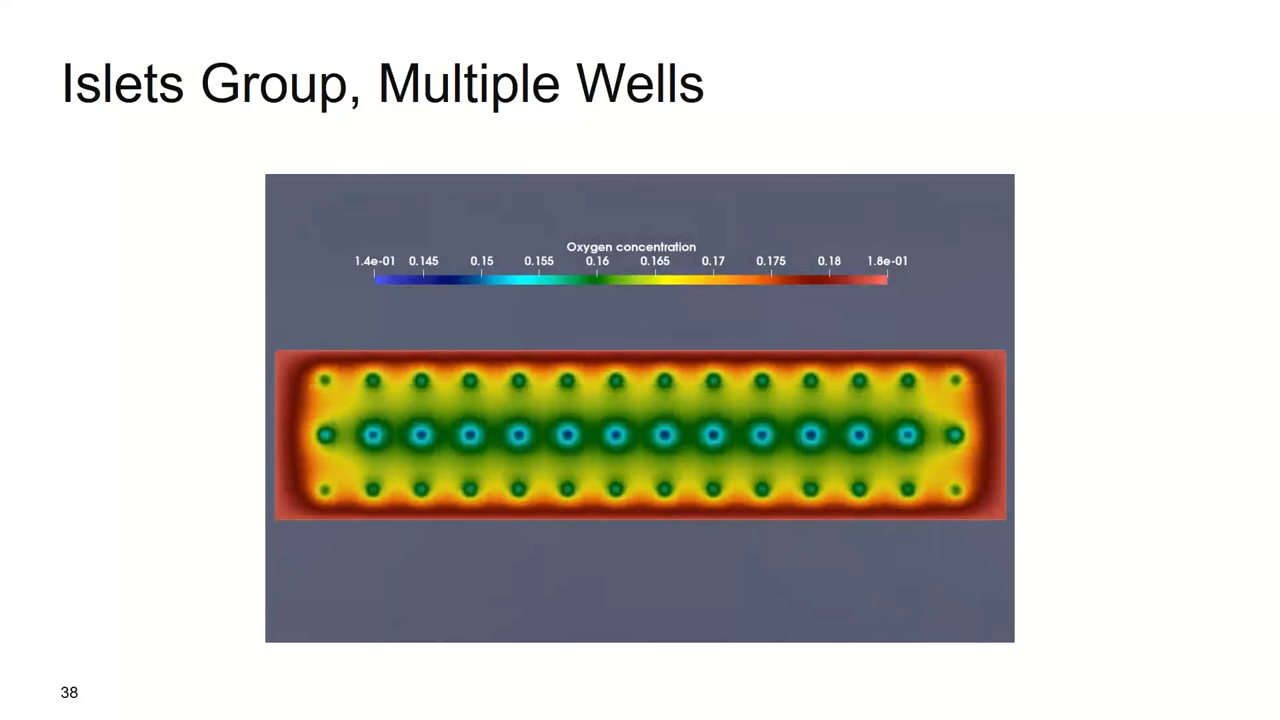 Islets Group, Multiple Wells
Oxygen concentration
1.4e-01 0.145 0.15 0.155 0.16 0.165 0.17 0.175 0.18 1.8e-01
38